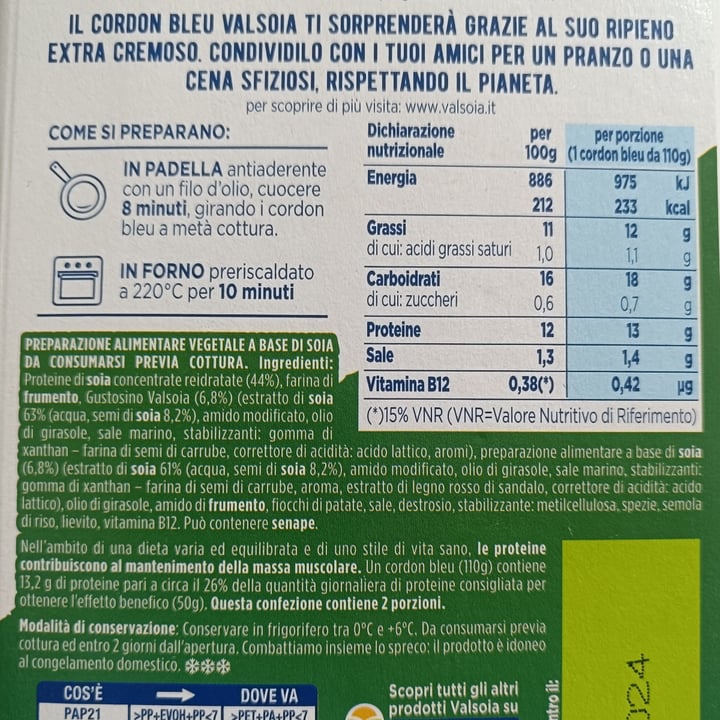 IL CORDON BLEU VALSOIA TI SORPRENDERÀ GRAZIE AL SUO RIPIENO
EXTRA CREMOSO. CONDIVIDILO CON I TUOI AMICI PER UN PRANZO O UNA
CENA SFIZIOSI, RISPETTANDO IL PIANETA.
per scoprire di più visita: www.valsoia.it
COME SI PREPARANO:
IN PADELLA antiaderente
con un filo d'olio, cuocere
8 minuti, girando i cordon
bleu a metà cottura.
IN FORNO preriscaldato
a 220°C per 10 minuti
Dichiarazione nutrizionale per 100g per porzione (1 cordon bleu da 110g)
Energia 886 975 kJ
212 233 kcal
Grassi 11 12 g
di cui: acidi grassi saturi 1,0 1,1 g
Carboidrati 16 18 g
di cui: zuccheri 0,6 0,7 g
Proteine 12 13 g
Sale 1,3 1,4 g
Vitamina B12 0,38(*) 0,42 µg
(*)15% VNR (VNR=Valore Nutritivo di Riferimento)
PREPARAZIONE ALIMENTARE VEGETALE A BASE DI SOIA
DA CONSUMARSI PREVIA COTTURA. Ingredienti:
Proteine di soia concentrate reidratate (44%), farina di
frumento, Gustosino Valsoia (6,8%) (estratto di soia
63% (acqua, semi di soia 8,2%), amido modificato, olio
di girasole, sale marino, stabilizzanti: gomma di
xanthan – farina di semi di carrube, correttore di acidità: acido lattico, aromi), preparazione alimentare a base di soia
(6,8%) (estratto di soia 61% (acqua, semi di soia 8,2%), amido modificato, olio di girasole, sale marino, stabilizzanti:
gomma di xanthan – farina di semi di carrube, aroma, estratto di legno rosso di sandalo, correttore di acidità: acido
lattico), olio di girasole, amido di frumento, fiocchi di patate, sale, destrosio, stabilizzante: metilcellulosa, spezie, semola
di riso, lievito, vitamina B12. Può contenere senape.
Nell'ambito di una dieta varia ed equilibrata e di uno stile di vita sano, le proteine
contribuiscono al mantenimento della massa muscolare. Un cordon bleu (110g) contiene
13,2 g di proteine pari a circa il 26% della quantità giornaliera di proteine consigliata per
ottenere l'effetto benefico (50g). Questa confezione contiene 2 porzioni.
Modalità di conservazione: Conservare in frigorifero tra 0°C e +6°C. Da consumarsi previa
cottura ed entro 2 giorni dall'apertura. Combattiamo insieme lo spreco: il prodotto è idoneo
al congelamento domestico.
COS'È DOVE VA
PAP21 >PP+EVOH+PP<7 >PET+PA+PP<7
Scopri tutti gli altri
prodotti Valsoia su
ntro il: